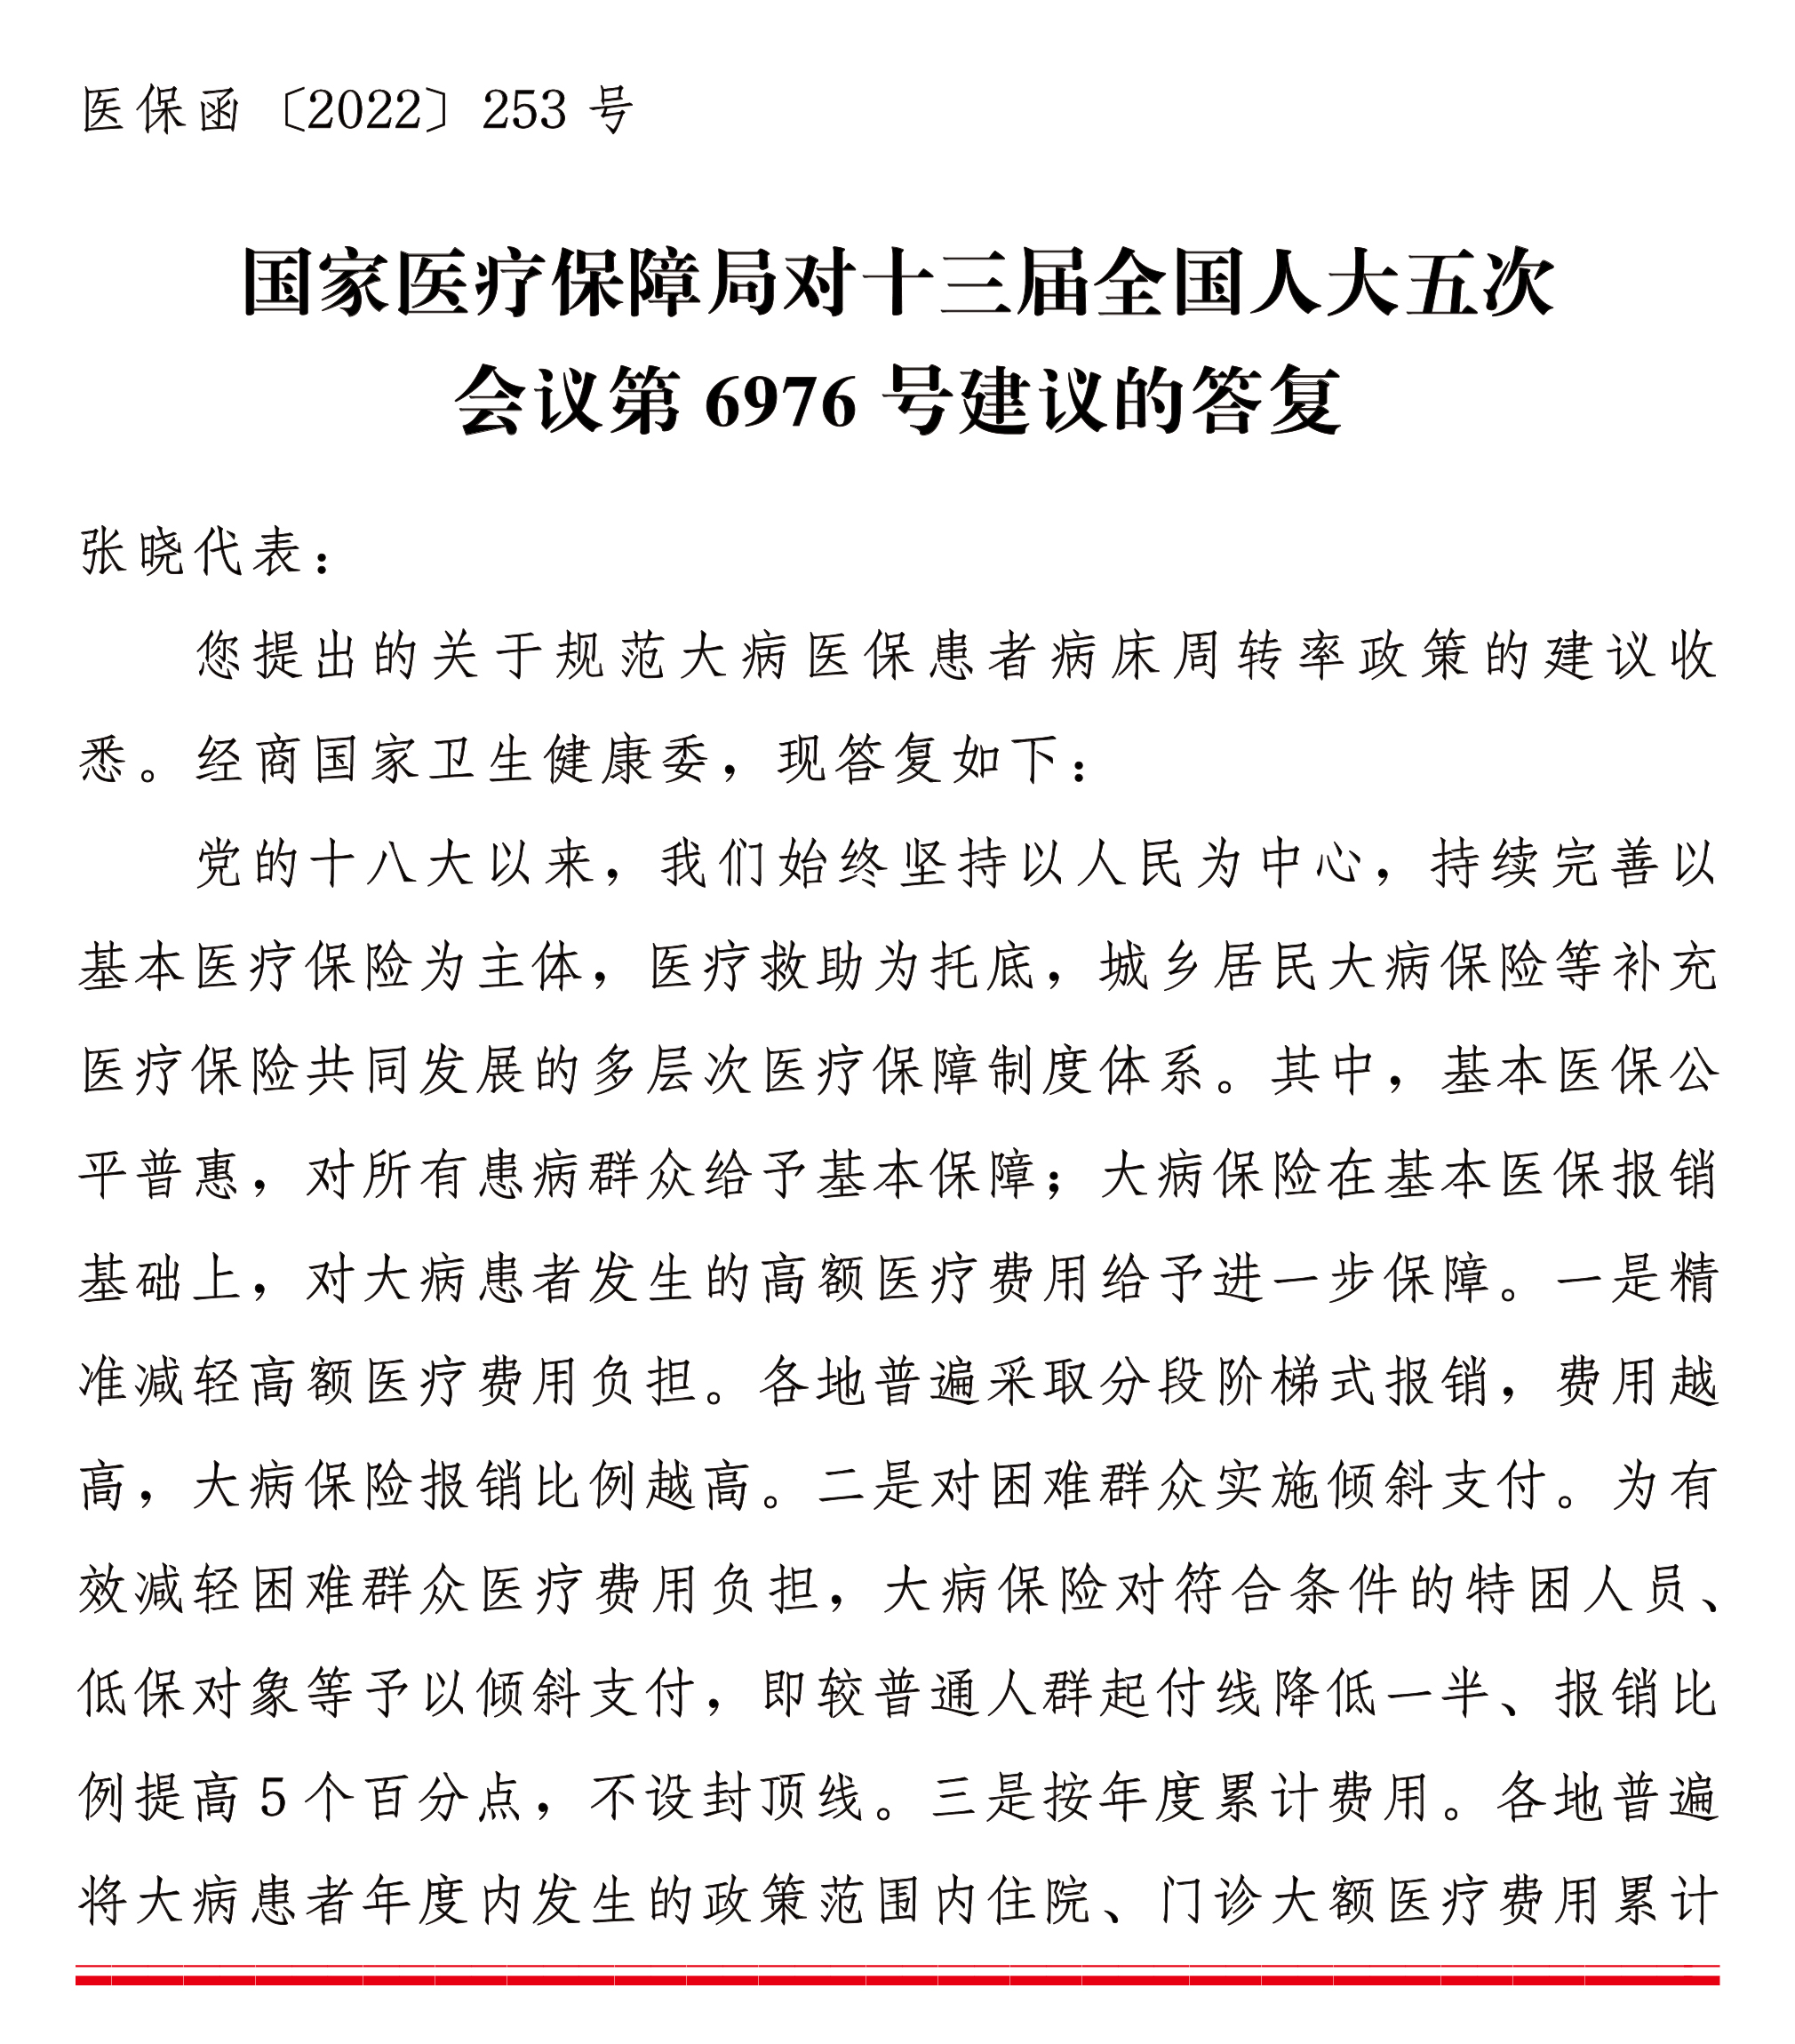 医保函〔2022〕253 号
国家医疗保障局对十三届全国人大五次
会议第 6976 号建议的答复
张晓代表：
您提出的关于规范大病医保患者病床周转率政策的建议收
悉。经商国家卫生健康委，现答复如下：
党的十八大以来，我们始终坚持以人民为中心，持续完善以
基本医疗保险为主体，医疗救助为托底，城乡居民大病保险等补充
医疗保险共同发展的多层次医疗保障制度体系。其中，基本医保公
平普惠，对所有患病群众给予基本保障；大病保险在基本医保报销
基础上，对大病患者发生的高额医疗费用给予进一步保障。一是精
准减轻高额医疗费用负担。各地普遍采取分段阶梯式报销，费用越
高，大病保险报销比例越高。二是对困难群众实施倾斜支付。为有
效减轻困难群众医疗费用负担，大病保险对符合条件的特困人员、
低保对象等予以倾斜支付，即较普通人群起付线降低一半、报销比
例提高 5 个百分点，不设封顶线。三是按年度累计费用。各地普遍
将大病患者年度内发生的政策范围内住院、门诊大额医疗费用累计